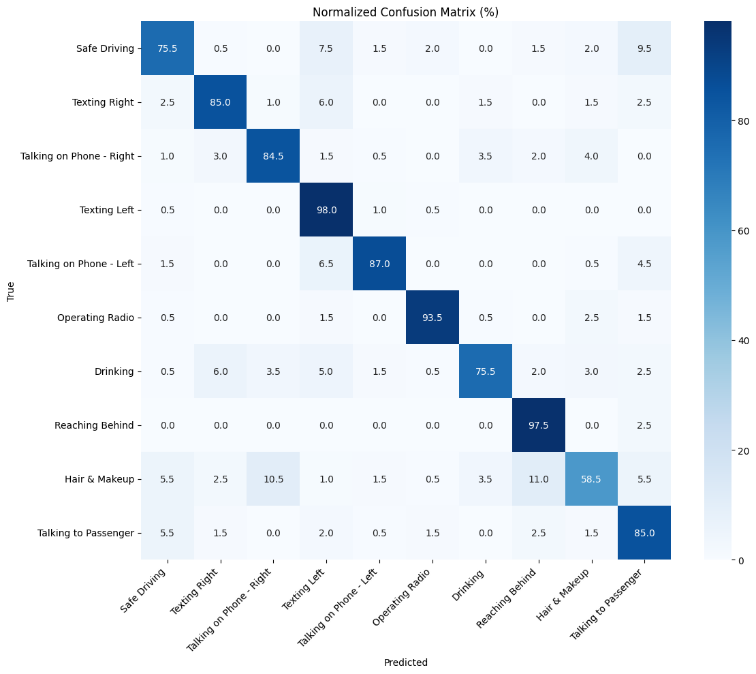 Normalized Confusion Matrix (%)
Safe Driving 75.5 0.5 0.0 7.5 1.5 2.0 0.0 1.5 2.0 9.5
Texting Right 2.5 85.0 1.0 6.0 0.0 0.0 1.5 0.0 1.5 2.5
Talking on Phone - Right 1.0 3.0 84.5 1.5 0.5 0.0 3.5 2.0 4.0 0.0
Texting Left 0.5 0.0 0.0 98.0 1.0 0.5 0.0 0.0 0.0 0.0
Talking on Phone - Left 1.5 0.0 0.0 6.5 87.0 0.0 0.0 0.0 0.5 4.5
Operating Radio 0.5 0.0 0.0 1.5 0.0 93.5 0.5 0.0 2.5 1.5
Drinking 0.5 6.0 3.5 5.0 1.5 0.5 75.5 2.0 3.0 2.5
Reaching Behind 0.0 0.0 0.0 0.0 0.0 0.0 0.0 97.5 0.0 2.5
Hair & Makeup 5.5 2.5 10.5 1.0 1.5 0.5 3.5 11.0 58.5 5.5
Talking to Passenger 5.5 1.5 0.0 2.0 0.5 1.5 0.0 2.5 1.5 85.0
True
Safe Driving
Texting Right
Talking on Phone - Right
Texting Left
Talking on Phone - Left
Operating Radio
Drinking
Reaching Behind
Hair & Makeup
Talking to Passenger
Predicted
80
60
40
20
0